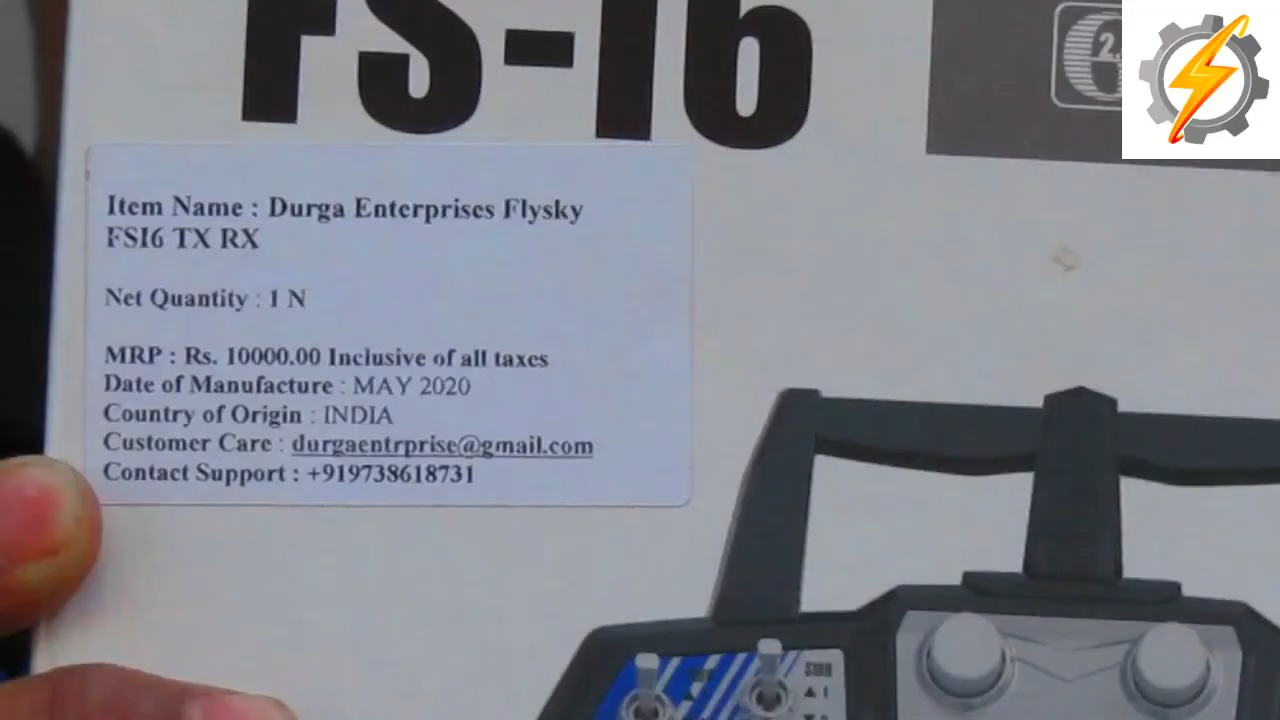 FS-i6
2.
Item Name : Durga Enterprises Flysky
FSI6 TX RX
Net Quantity : 1 N
MRP : Rs. 10000.00 Inclusive of all taxes
Date of Manufacture : MAY 2020
Country of Origin : INDIA
Customer Care : durgaentrprise@gmail.com
Contact Support : +919738618731